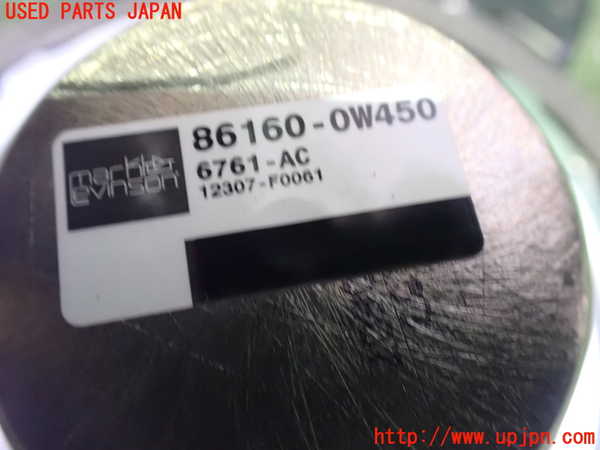 USED PARTS JAPAN
86160-0W450
mark
levinson
6761-AC
12307-F0061
http://www.upjpn.com/